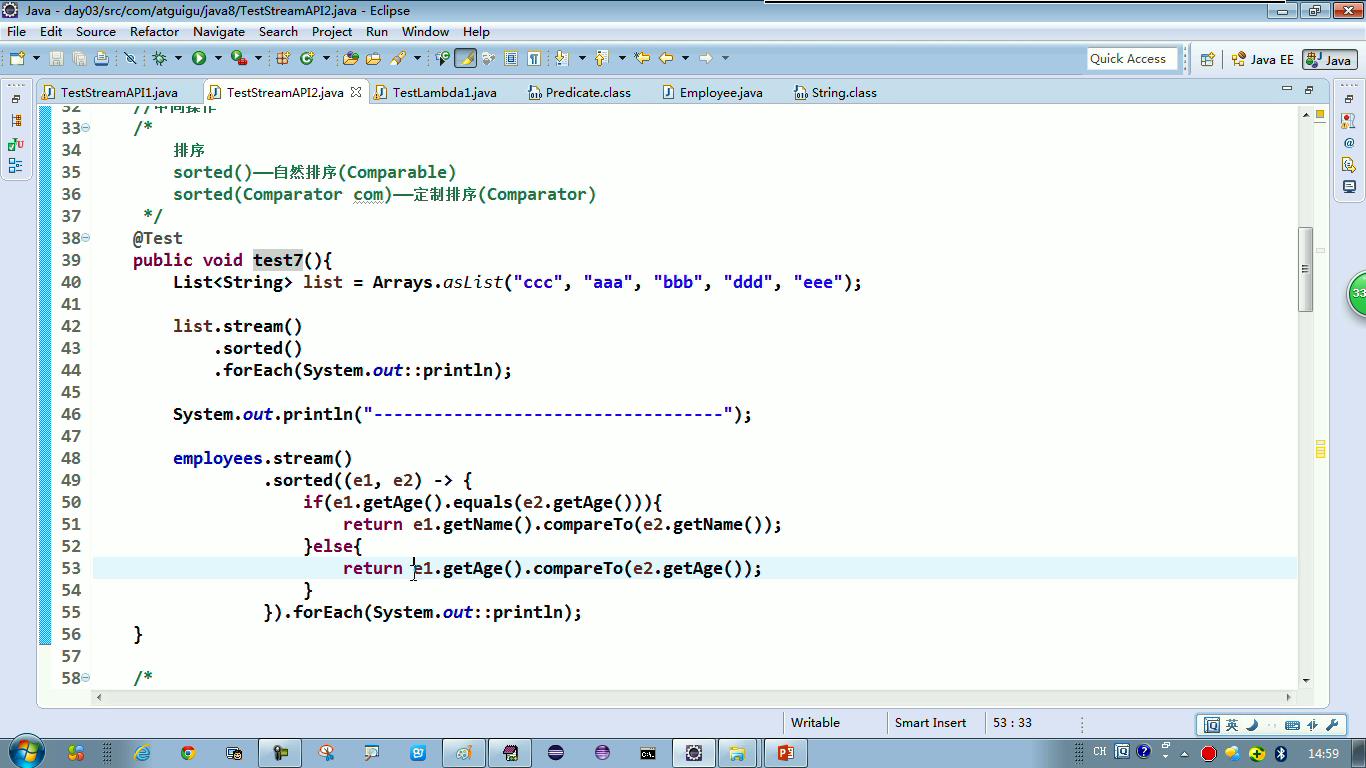 Java - day03/src/com/atguigu/java8/TestStreamAPI2.java - Eclipse
File Edit Source Refactor Navigate Search Project Run Window Help
Quick Access Java EE Java
TestStreamAPI1.java TestStreamAPI2.java TestLambda1.java Predicate.class Employee.java String.class
32 //中间操作
33 /*
34 排序
35 sorted()——自然排序(Comparable)
36 sorted(Comparator com)——定制排序(Comparator)
37 */
38 @Test
39 public void test7(){
40 List<String> list = Arrays.asList("ccc", "aaa", "bbb", "ddd", "eee");
41
42 list.stream()
43 .sorted()
44 .forEach(System.out::println);
45
46 System.out.println("-----------------------------------");
47
48 employees.stream()
49 .sorted((e1, e2) -> {
50 if(e1.getAge().equals(e2.getAge())){
51 return e1.getName().compareTo(e2.getName());
52 }else{
53 return e1.getAge().compareTo(e2.getAge());
54 }
55 }).forEach(System.out::println);
56 }
57
58 /*
33
Writable Smart Insert 53 : 33
英
CH 14:59